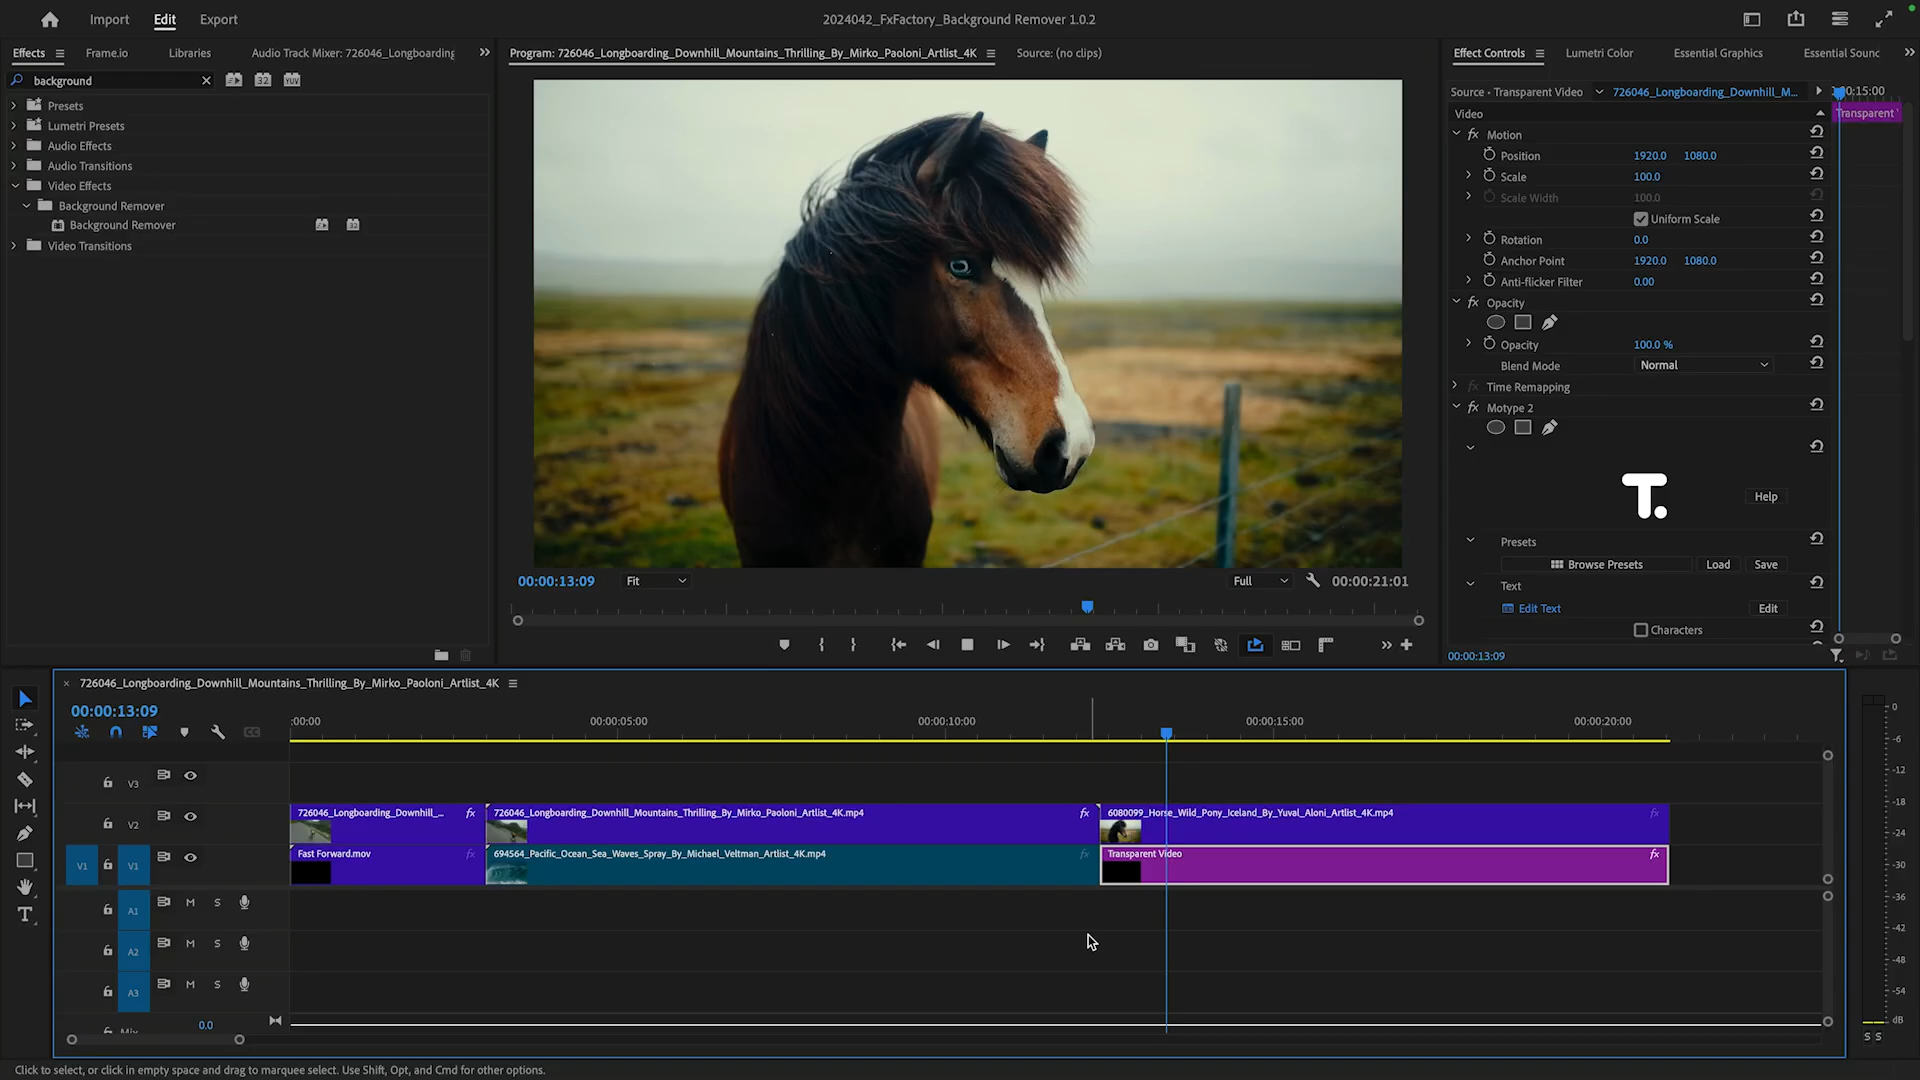 Import Edit Export
2024042_FxFactory_Background Remover 1.0.2
Effects Frame.io Libraries Audio Track Mixer: 726046_Longboarding
Program: 726046_Longboarding_Downhill_Mountains_Thrilling_By_Mirko_Paoloni_Artlist_4K Source: (no clips)
Effect Controls Lumetri Color Essential Graphics Essential Sounc
background 32 YUV
Presets
Lumetri Presets
Audio Effects
Audio Transitions
Video Effects
Background Remover
Background Remover
Video Transitions
00:00:13:09 Fit Full 00:00:21:01
Source • Transparent Video 726046_Longboarding_Downhill_M... :00:15:00
Video Transparent
fx Motion
Position 1920.0 1080.0
Scale 100.0
Scale Width 100.0
Uniform Scale
Rotation 0.0
Anchor Point 1920.0 1080.0
Anti-flicker Filter 0.00
fx Opacity
Opacity 100.0 %
Blend Mode Normal
fx Time Remapping
fx Motype 2
T. Help
Presets
Browse Presets Load Save
Text
Edit Text Edit
Characters
00:00:13:09
726046_Longboarding_Downhill_Mountains_Thrilling_By_Mirko_Paoloni_Artlist_4K
00:00:13:09
:00:00 00:00:05:00 00:00:10:00 00:00:15:00 00:00:20:00
CC
V3
V2 726046_Longboarding_Downhill_... fx 726046_Longboarding_Downhill_Mountains_Thrilling_By_Mirko_Paoloni_Artlist_4K.mp4 fx 6080099_Horse_Wild_Pony_Iceland_By_Yuval_Aloni_Artlist_4K.mp4 fx
V1 V1 Fast Forward.mov fx 694564_Pacific_Ocean_Sea_Waves_Spray_By_Michael_Veltman_Artlist_4K.mp4 fx Transparent Video fx
A1 M S
A2 M S
A3 M S
Mix 0.0
0
-6
-12
-18
-24
-30
-36
-42
-48
-54
dB
S S
Click to select, or click in empty space and drag to marquee select. Use Shift, Opt, and Cmd for other options.